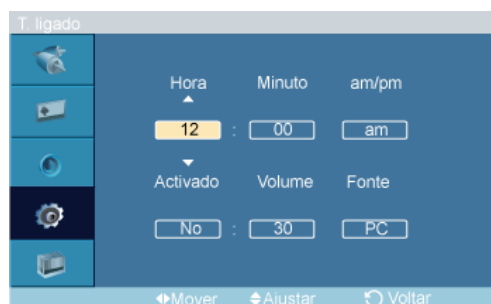 T. ligado
Hora Minuto am/pm
12 : 00 am
Activado Volume Fonte
No : 30 PC
Mover Ajustar Voltar